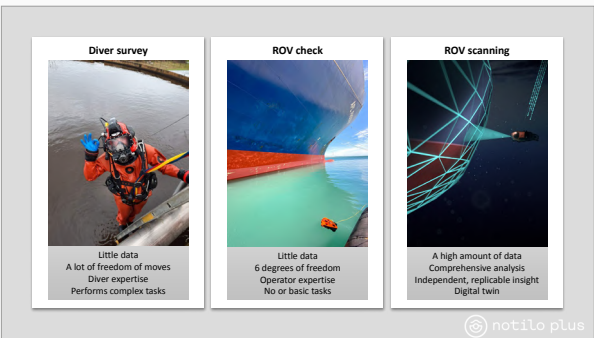 Diver survey
Little data
A lot of freedom of moves
Diver expertise
Performs complex tasks
ROV check
Little data
6 degrees of freedom
Operator expertise
No or basic tasks
ROV scanning
A high amount of data
Comprehensive analysis
Independent, replicable insight
Digital twin
notilo plus